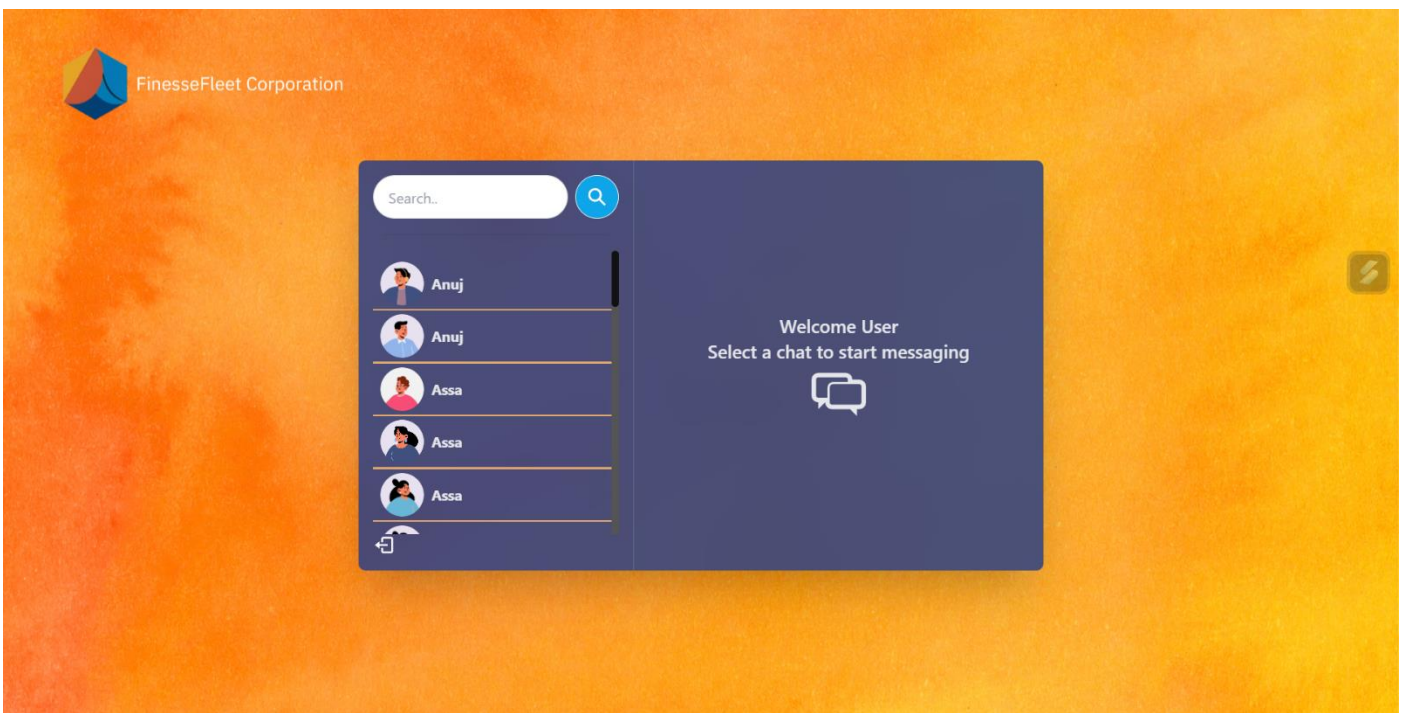 FinesseFleet Corporation
Search..
Anuj
Anuj
Assa
Assa
Assa
Welcome User
Select a chat to start messaging